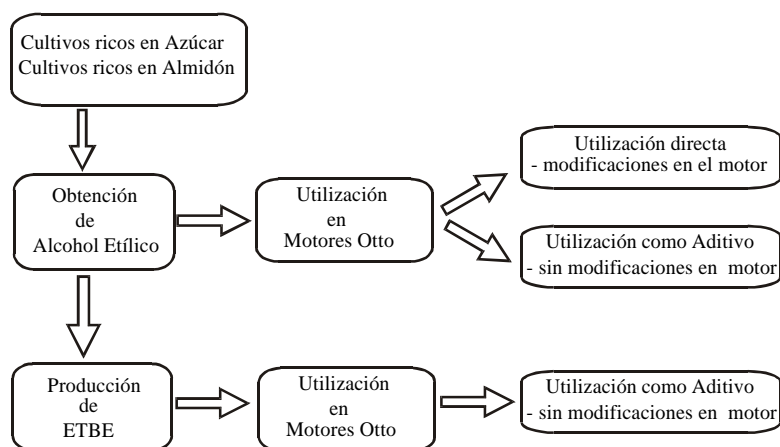 Cultivos ricos en Azúcar
Cultivos ricos en Almidón
Obtención
de
Alcohol Etílico
Utilización
en
Motores Otto
Utilización directa
- modificaciones en el motor
Utilización como Aditivo
- sin modificaciones en motor
Producción
de
ETBE
Utilización
en
Motores Otto
Utilización como Aditivo
- sin modificaciones en motor